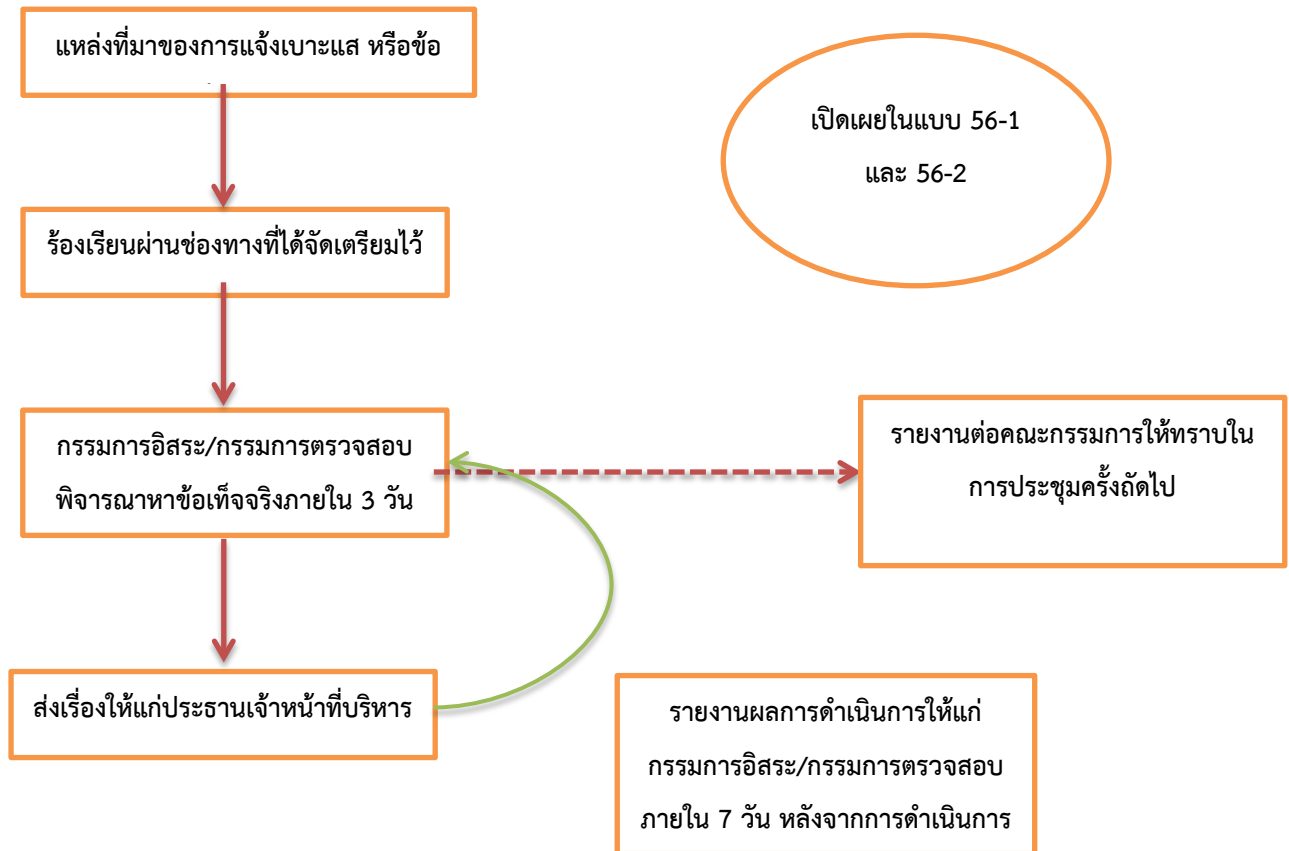 แหล่งที่มาของการแจ้งเบาะแส หรือข้อ
เปิดเผยในแบบ 56-1
และ 56-2
ร้องเรียนผ่านช่องทางที่ได้จัดเตรียมไว้
กรรมการอิสระ/กรรมการตรวจสอบ
พิจารณาหาข้อเท็จจริงภายใน 3 วัน
รายงานต่อคณะกรรมการให้ทราบใน
การประชุมครั้งถัดไป
ส่งเรื่องให้แก่ประธานเจ้าหน้าที่บริหาร
รายงานผลการดำเนินการให้แก่
กรรมการอิสระ/กรรมการตรวจสอบ
ภายใน 7 วัน หลังจากการดำเนินการ